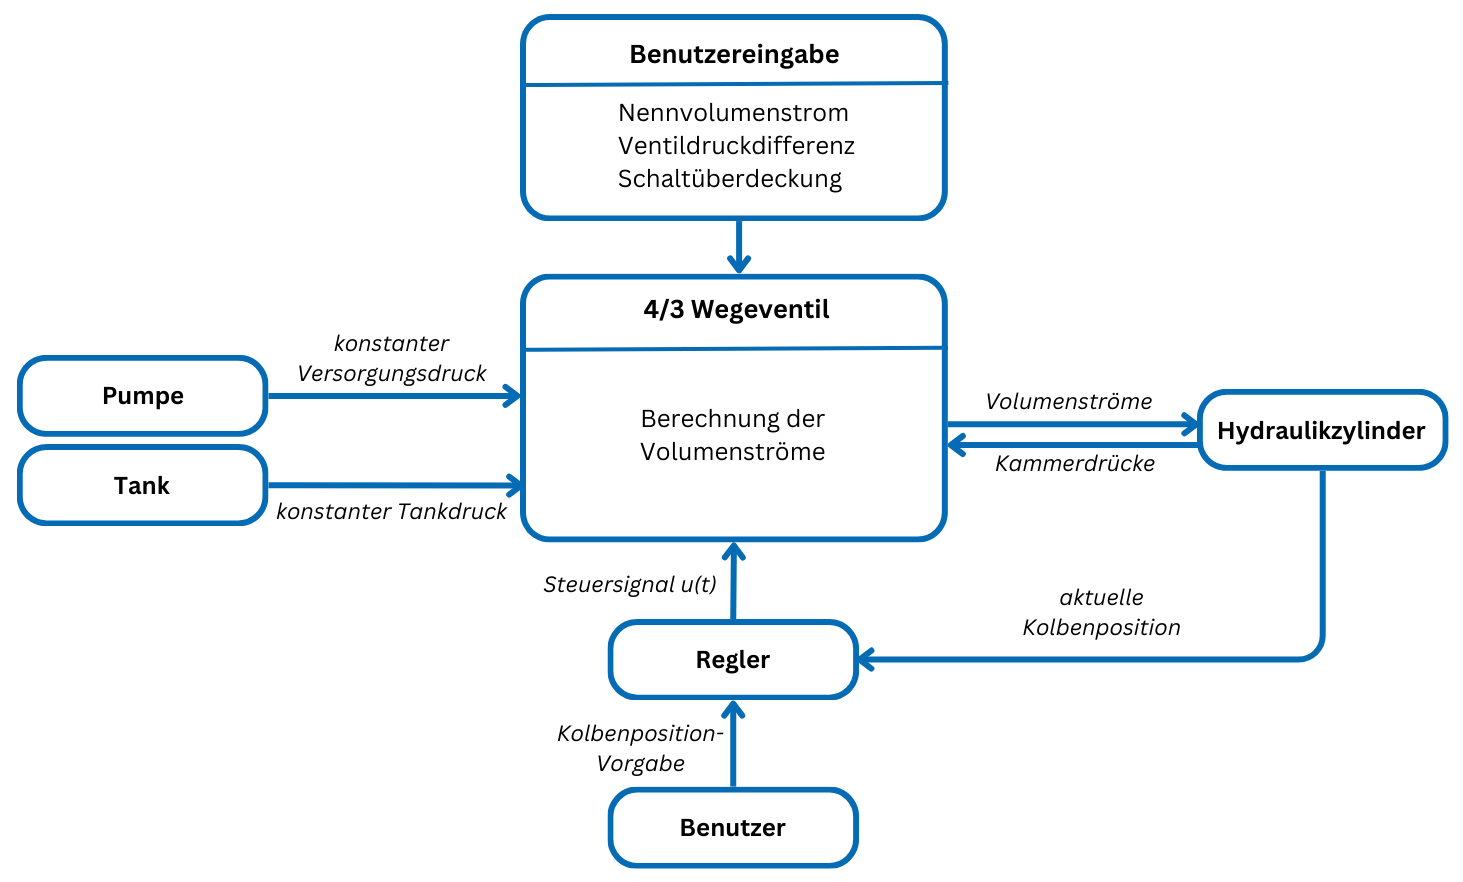 Benutzereingabe
Nennvolumenstrom
Ventildruckdifferenz
Schaltüberdeckung
4/3 Wegeventil
Berechnung der
Volumenströme
konstanter
Versorgungsdruck
Pumpe
Tank
konstanter Tankdruck
Volumenströme
Hydraulikzylinder
Kammerdrücke
Steuersignal u(t)
aktuelle
Kolbenposition
Regler
Kolbenposition-
Vorgabe
Benutzer